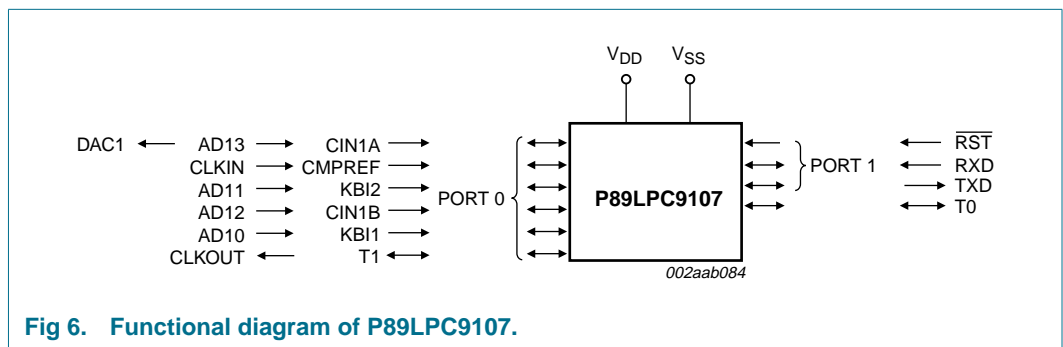 VDD VSS
DAC1 AD13 CIN1A RST
CLKIN CMPREF PORT 1 RXD
AD11 KBI2 PORT 0 P89LPC9107 TXD
AD12 CIN1B T0
AD10 KBI1
CLKOUT T1
002aab084
Fig 6. Functional diagram of P89LPC9107.